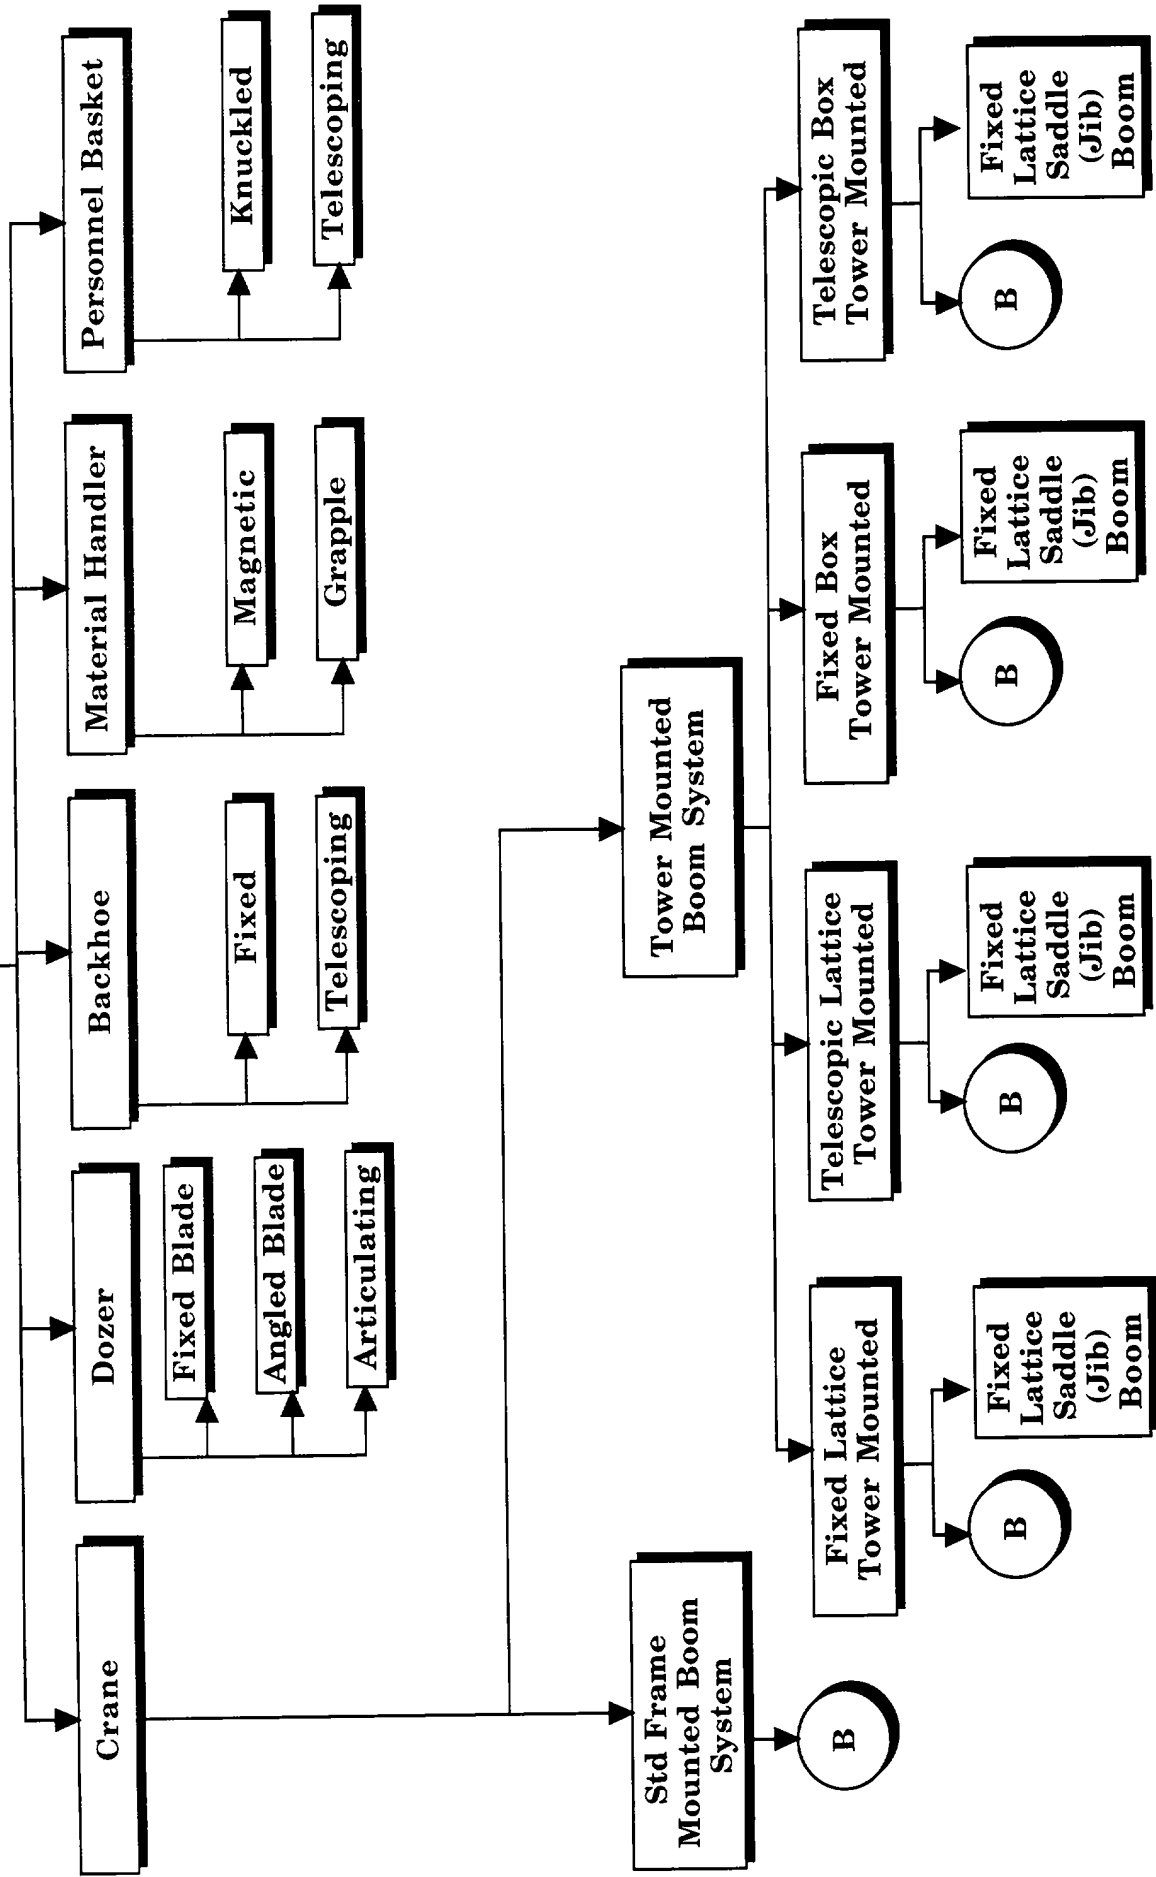 Crane
Dozer
Fixed Blade
Angled Blade
Articulating
Backhoe
Fixed
Telescoping
Material Handler
Magnetic
Grapple
Personnel Basket
Knuckled
Telescoping
Std Frame
Mounted Boom
System
B
Tower Mounted
Boom System
Fixed Lattice
Tower Mounted
B
Fixed
Lattice
Saddle
(Jib)
Boom
Telescopic Lattice
Tower Mounted
B
Fixed
Lattice
Saddle
(Jib)
Boom
Fixed Box
Tower Mounted
B
Fixed
Lattice
Saddle
(Jib)
Boom
Telescopic Box
Tower Mounted
B
Fixed
Lattice
Saddle
(Jib)
Boom